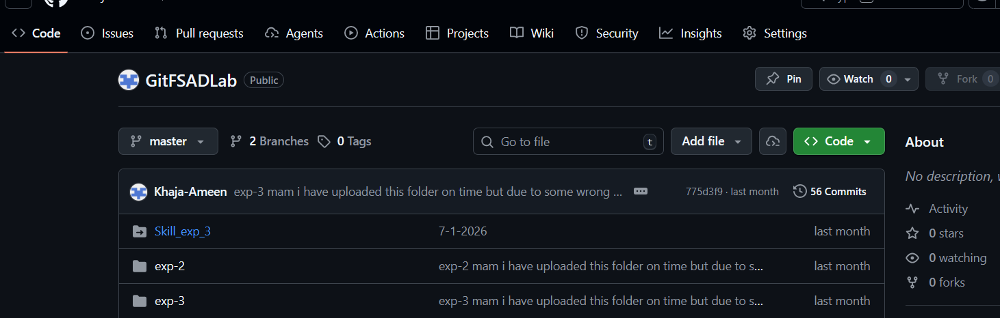 Code Issues Pull requests Agents Actions Projects Wiki Security Insights Settings
GitFSADLab Public Pin Watch 0 Fork 0
master 2 Branches 0 Tags Go to file t Add file Code About
Khaja-Ameen exp-3 mam i have uploaded this folder on time but due to some wrong ... 775d3f9 · last month 56 Commits
No description,
Skill_exp_3 7-1-2026 last month
Activity
0 stars
exp-2 exp-2 mam i have uploaded this folder on time but due to s... last month
0 watching
0 forks
exp-3 exp-3 mam i have uploaded this folder on time but due to s... last month